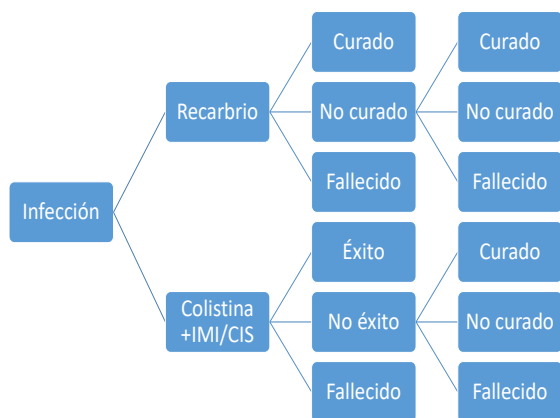 Curado
Curado
Recarbrio
No curado
No curado
Fallecido
Fallecido
Infección
Éxito
Curado
Colistina
+IMI/CIS
No éxito
No curado
Fallecido
Fallecido